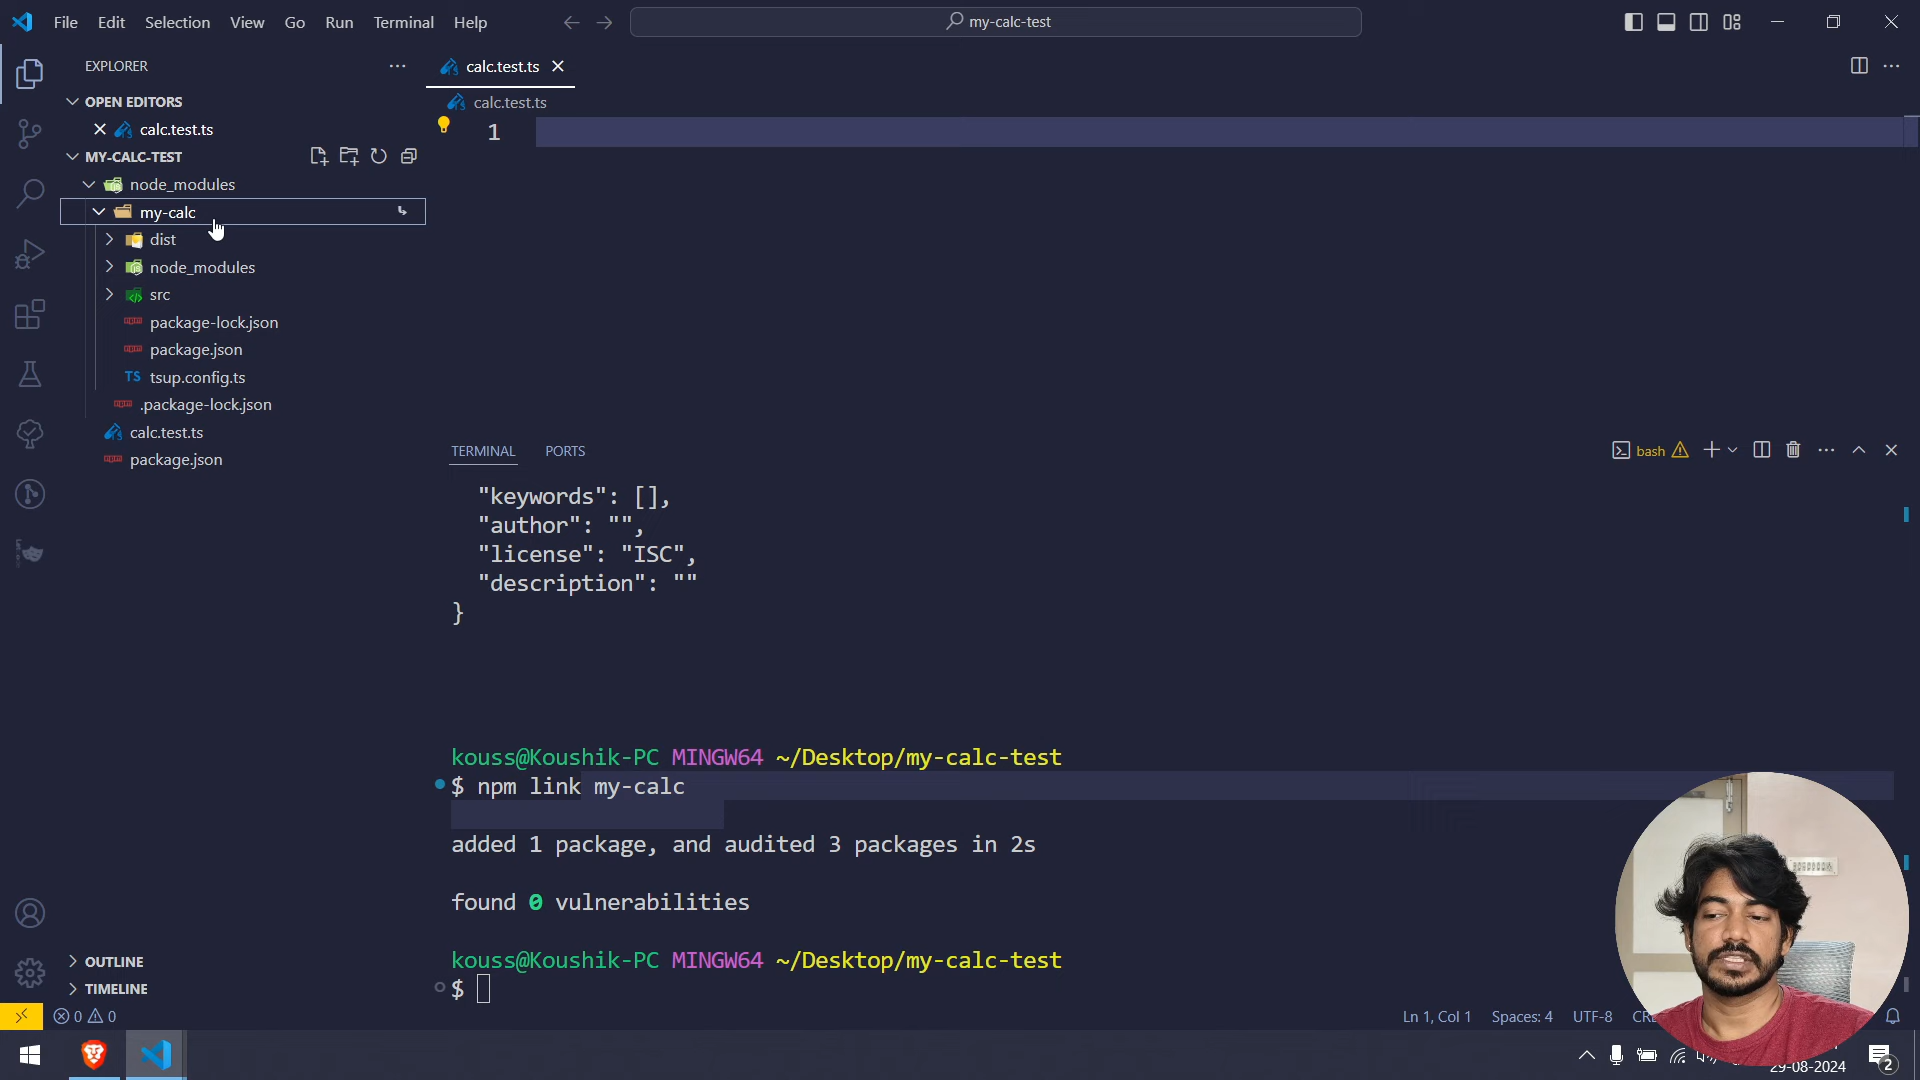 File Edit Selection View Go Run Terminal Help
my-calc-test
EXPLORER
calc.test.ts
OPEN EDITORS
calc.test.ts
calc.test.ts
1
MY-CALC-TEST
node_modules
my-calc
dist
node_modules
src
package-lock.json
package.json
TS tsup.config.ts
.package-lock.json
calc.test.ts
package.json
TERMINAL PORTS
bash
"keywords": [],
"author": "",
"license": "ISC",
"description": ""
}
kouss@Koushik-PC MINGW64 ~/Desktop/my-calc-test
$ npm link my-calc
added 1 package, and audited 3 packages in 2s
found 0 vulnerabilities
kouss@Koushik-PC MINGW64 ~/Desktop/my-calc-test
$
OUTLINE
TIMELINE
0 0
Ln 1, Col 1 Spaces: 4 UTF-8
29-08-2024
2